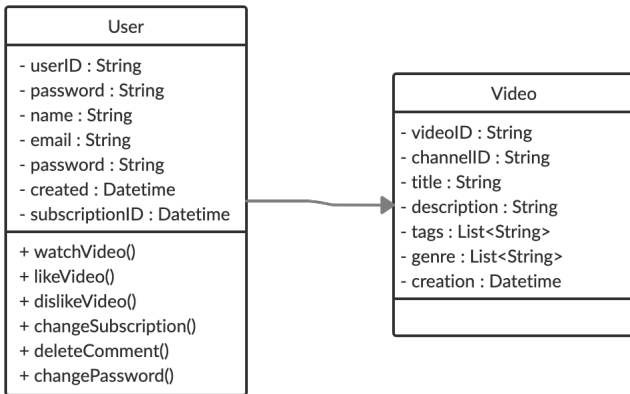 User
- userID : String
- password : String
- name : String
- email : String
- password : String
- created : Datetime
- subscriptionID : Datetime
+ watchVideo()
+ likeVideo()
+ dislikeVideo()
+ changeSubscription()
+ deleteComment()
+ changePassword()
Video
- videoID : String
- channelID : String
- title : String
- description : String
- tags : List<String>
- genre : List<String>
- creation : Datetime